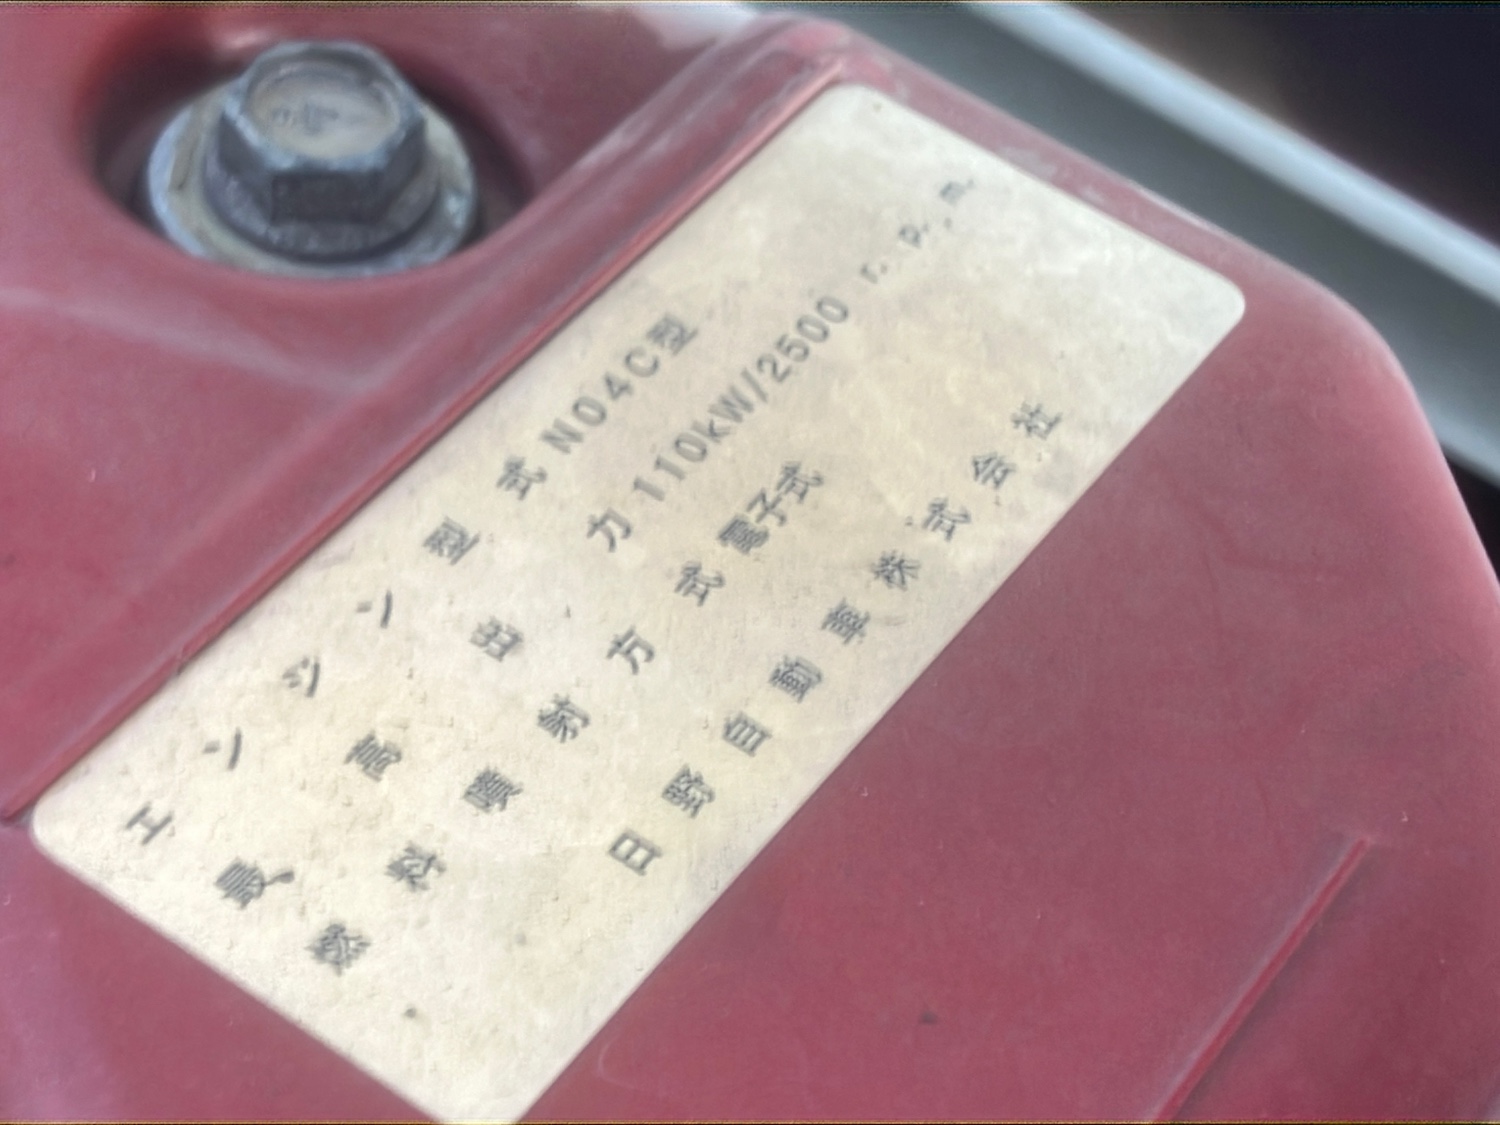 エンジン型式 N04C型
最高出力 110kW/2500 r.p.m.
燃料噴射方式 電子式
日野自動車株式会社